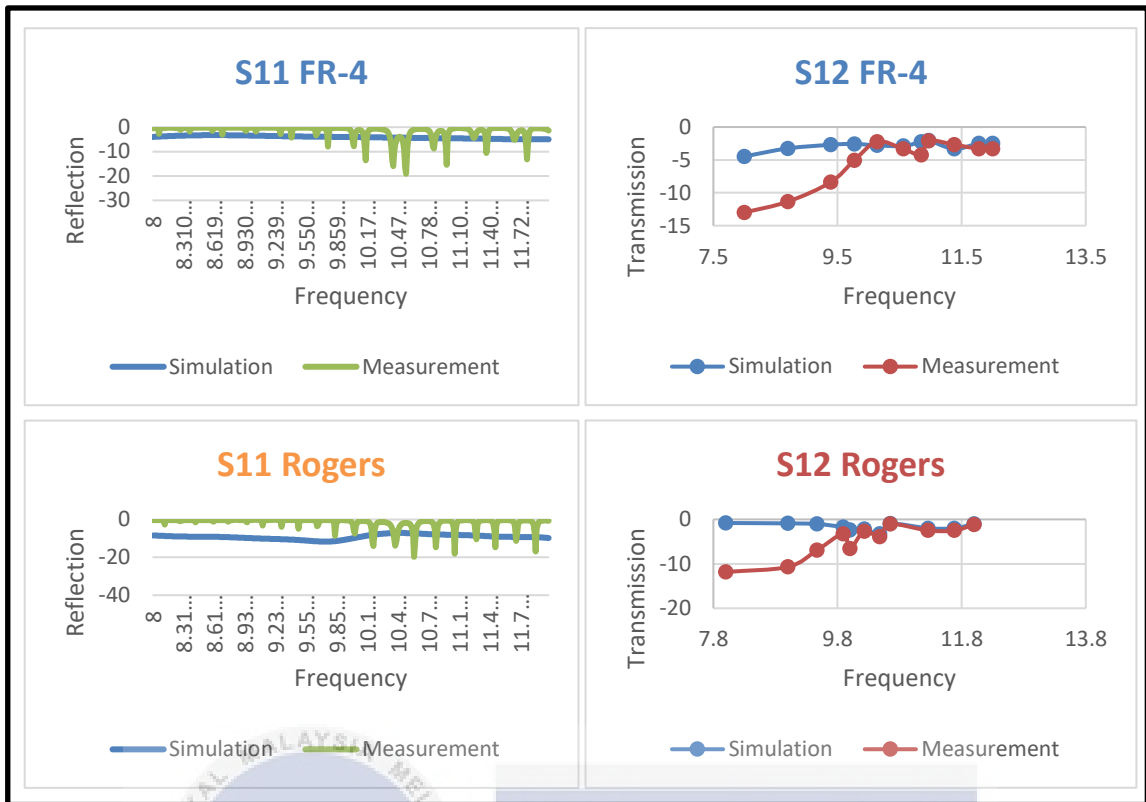 S11 FR-4
Reflection
0
-10
-20
-30
8
8.310...
8.619...
8.930...
9.239...
9.550...
9.859...
10.17...
10.47...
10.78...
11.10...
11.40...
11.72...
Frequency
Simulation Measurement
S12 FR-4
Transmission
0
-5
-10
-15
7.5 9.5 11.5 13.5
Frequency
Simulation Measurement
S11 Rogers
Reflection
0
-20
-40
8
8.31...
8.61...
8.93...
9.23...
9.55...
9.85...
10.1...
10.4...
10.7...
11.1...
11.4...
11.7...
Frequency
Simulation Measurement
S12 Rogers
Transmission
0
-10
-20
7.8 9.8 11.8 13.8
Frequency
Simulation Measurement
MALAYSIA